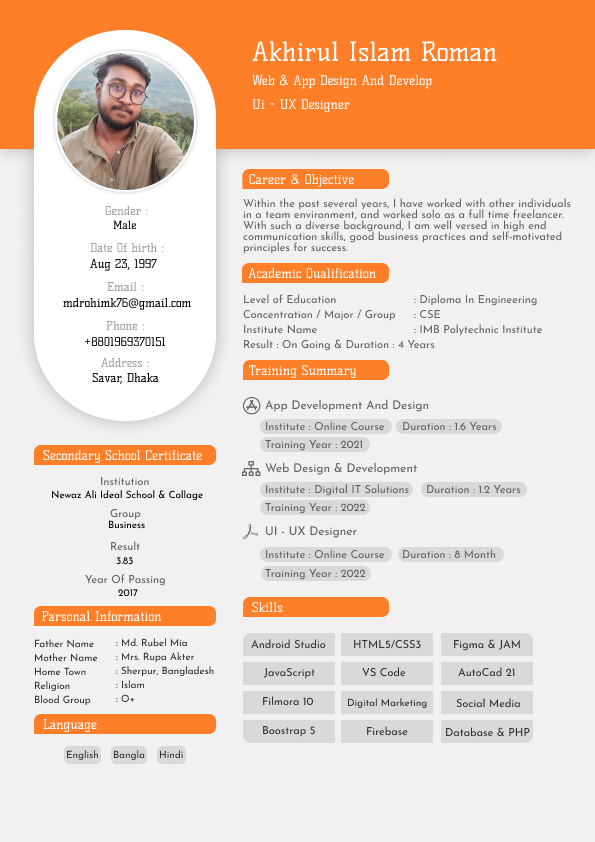 Akhirul Islam Roman
Web & App Design And Develop
Ui - UX Designer
Gender :
Male
Date Of birth :
Aug 23, 1997
Email :
mdrohimk76@gmail.com
Phone :
+8801969370151
Address :
Savar, Dhaka
Secondary School Certificate
Institution
Newaz Ali Ideal School & Collage
Group
Business
Result
3.83
Year Of Passing
2017
Parsonal Information
Father Name : Md. Rubel Mia
Mother Name : Mrs. Rupa Akter
Home Town : Sherpur, Bangladesh
Religion : Islam
Blood Group : O+
Language
English Bangla Hindi
Career & Objective
Within the past several years, I have worked with other individuals
in a team environment, and worked solo as a full time freelancer.
With such a diverse background, I am well versed in high end
communication skills, good business practices and self-motivated
principles for success.
Academic Qualification
Level of Education : Diploma In Engineering
Concentration / Major / Group : CSE
Institute Name : IMB Polytechnic Institute
Result : On Going & Duration : 4 Years
Training Summary
App Development And Design
Institute : Online Course Duration : 1.6 Years
Training Year : 2021
Web Design & Development
Institute : Digital IT Solutions Duration : 1.2 Years
Training Year : 2022
UI - UX Designer
Institute : Online Course Duration : 8 Month
Training Year : 2022
Skills
Android Studio HTML5/CSS3 Figma & JAM
JavaScript VS Code AutoCad 21
Filmora 10 Digital Marketing Social Media
Boostrap 5 Firebase Database & PHP